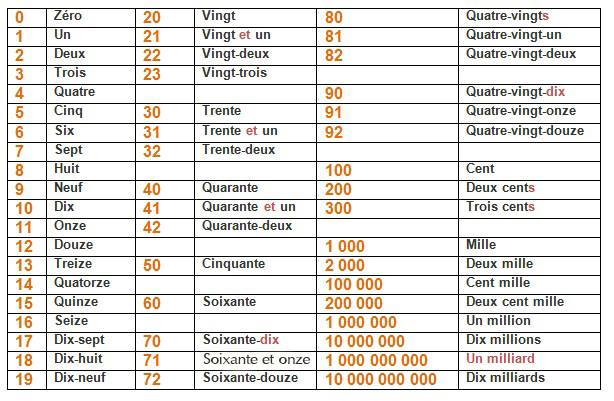 0 Zéro 20 Vingt 80 Quatre-vingts
1 Un 21 Vingt et un 81 Quatre-vingt-un
2 Deux 22 Vingt-deux 82 Quatre-vingt-deux
3 Trois 23 Vingt-trois
4 Quatre 90 Quatre-vingt-dix
5 Cinq 30 Trente 91 Quatre-vingt-onze
6 Six 31 Trente et un 92 Quatre-vingt-douze
7 Sept 32 Trente-deux
8 Huit 100 Cent
9 Neuf 40 Quarante 200 Deux cents
10 Dix 41 Quarante et un 300 Trois cents
11 Onze 42 Quarante-deux
12 Douze 1 000 Mille
13 Treize 50 Cinquante 2 000 Deux mille
14 Quatorze 100 000 Cent mille
15 Quinze 60 Soixante 200 000 Deux cent mille
16 Seize 1 000 000 Un million
17 Dix-sept 70 Soixante-dix 10 000 000 Dix millions
18 Dix-huit 71 Soixante et onze 1 000 000 000 Un milliard
19 Dix-neuf 72 Soixante-douze 10 000 000 000 Dix milliards